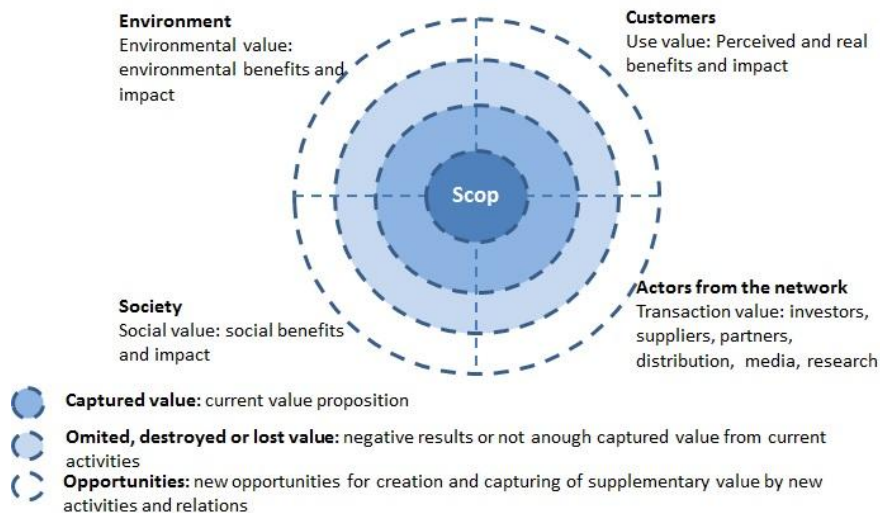 Environment
Environmental value:
environmental benefits and
impact
Customers
Use value: Perceived and real
benefits and impact
Scop
Society
Social value: social benefits
and impact
Actors from the network
Transaction value: investors,
suppliers, partners,
distribution, media, research
Captured value: current value proposition
Omited, destroyed or lost value: negative results or not anough captured value from current
activities
Opportunities: new opportunities for creation and capturing of supplementary value by new
activities and relations